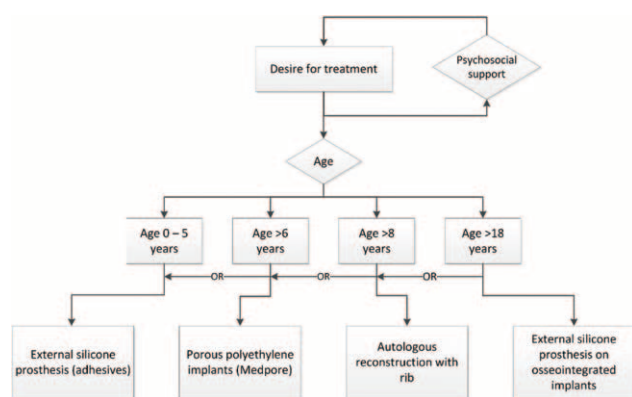 Desire for treatment
Psychosocial
support
Age
Age 0 – 5
years
Age >6
years
Age >8
years
Age >18
years
OR
OR
OR
External silicone
prosthesis (adhesives)
Porous polyethylene
implants (Medpore)
Autologous
reconstruction with
rib
External silicone
prosthesis on
osseointegrated
implants